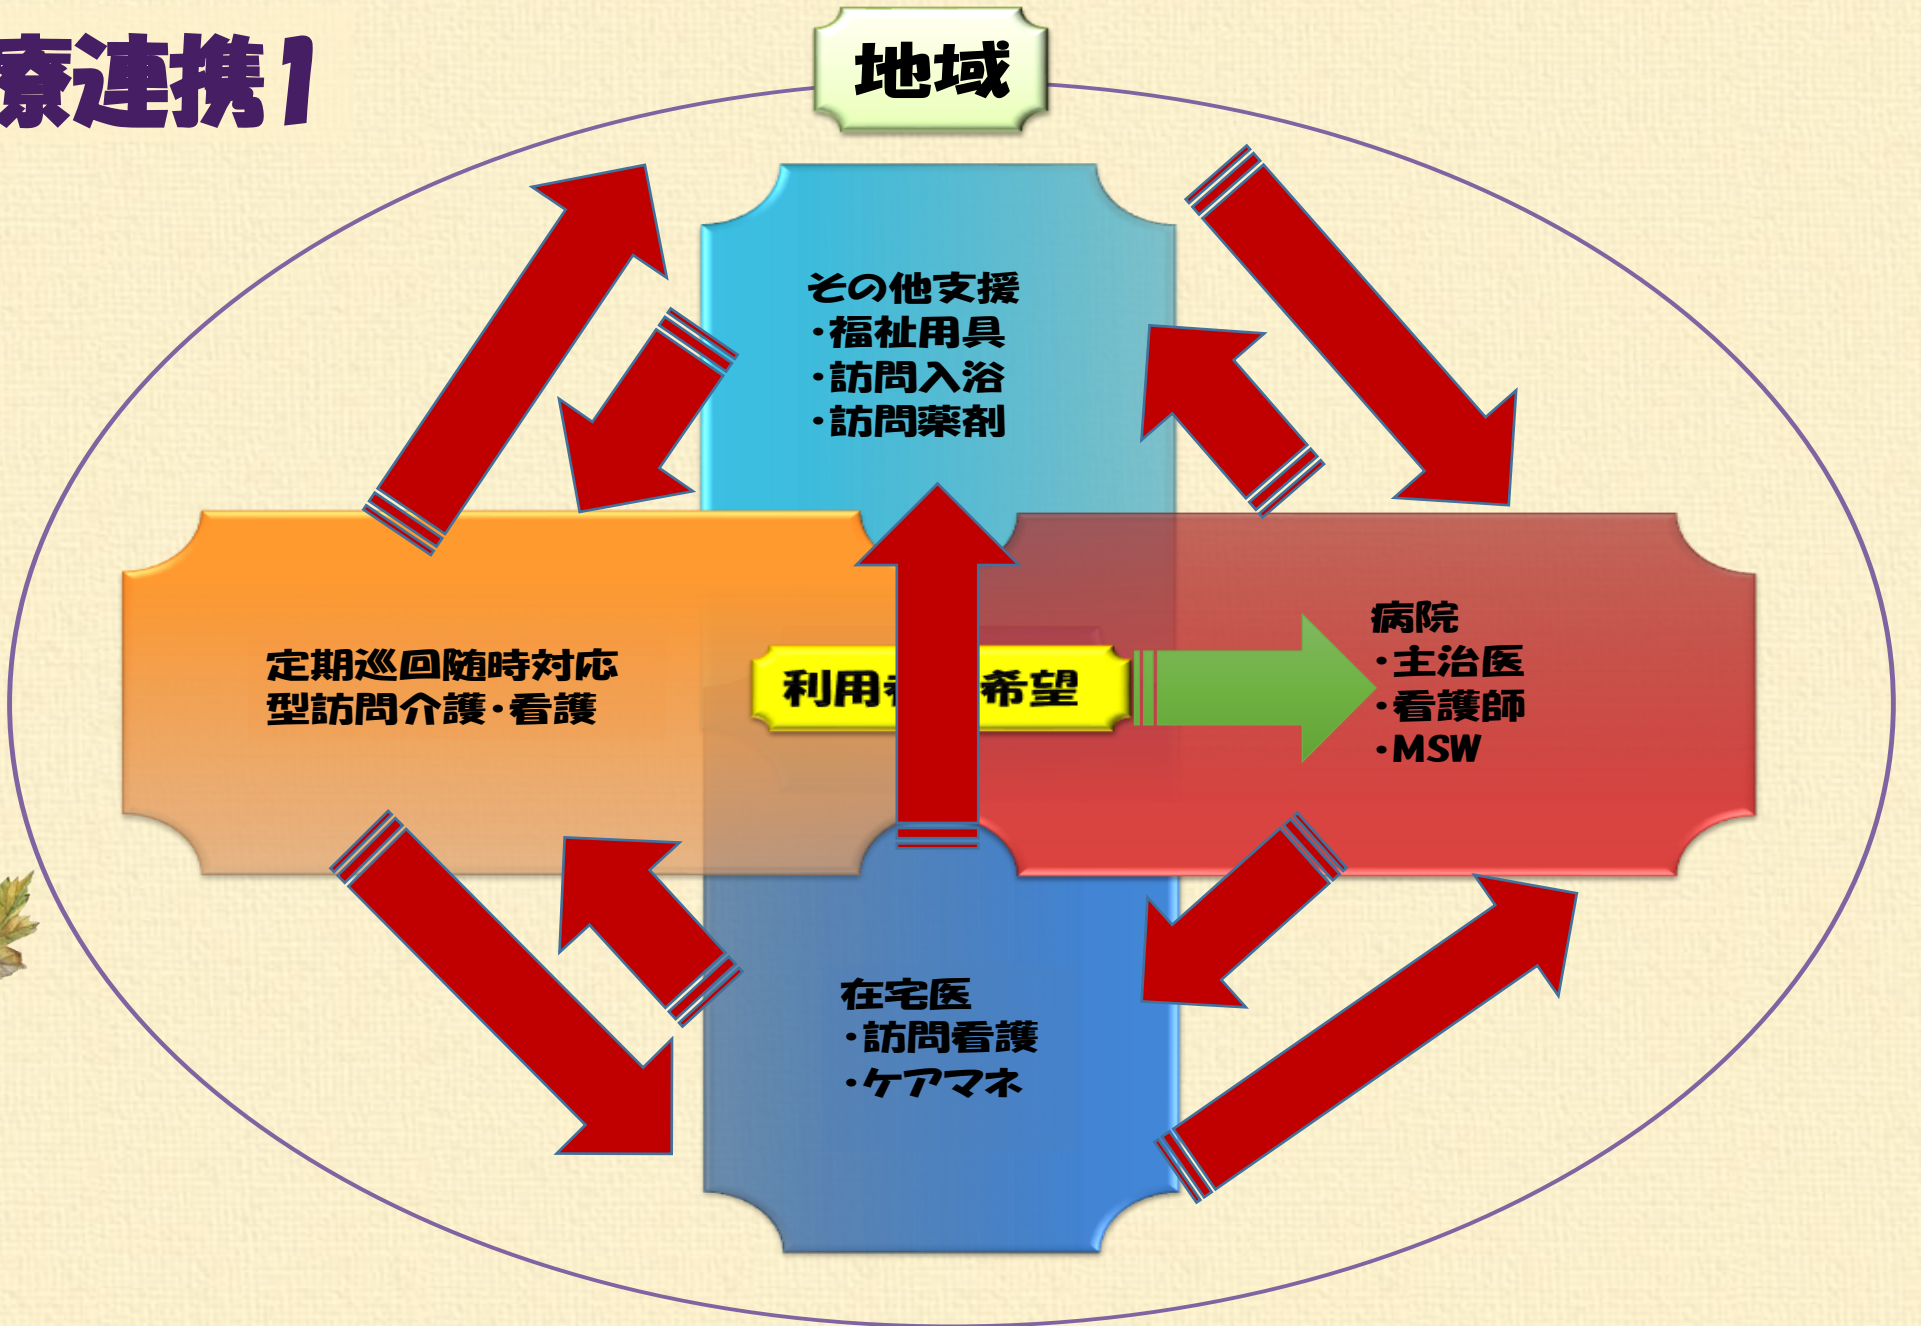 療連携1
地域
その他支援
・福祉用具
・訪問入浴
・訪問薬剤
定期巡回随時対応
型訪問介護・看護
利用 希望
病院
・主治医
・看護師
・MSW
在宅医
・訪問看護
・ケアマネ